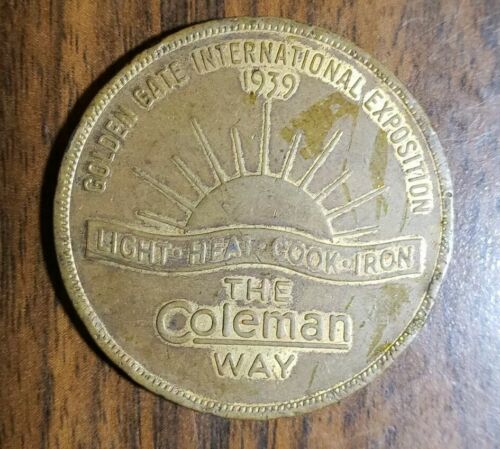 GOLDEN GATE INTERNATIONAL EXPOSITION
1939
LIGHT·HEAT·COOK·IRON
THE
Coleman
WAY